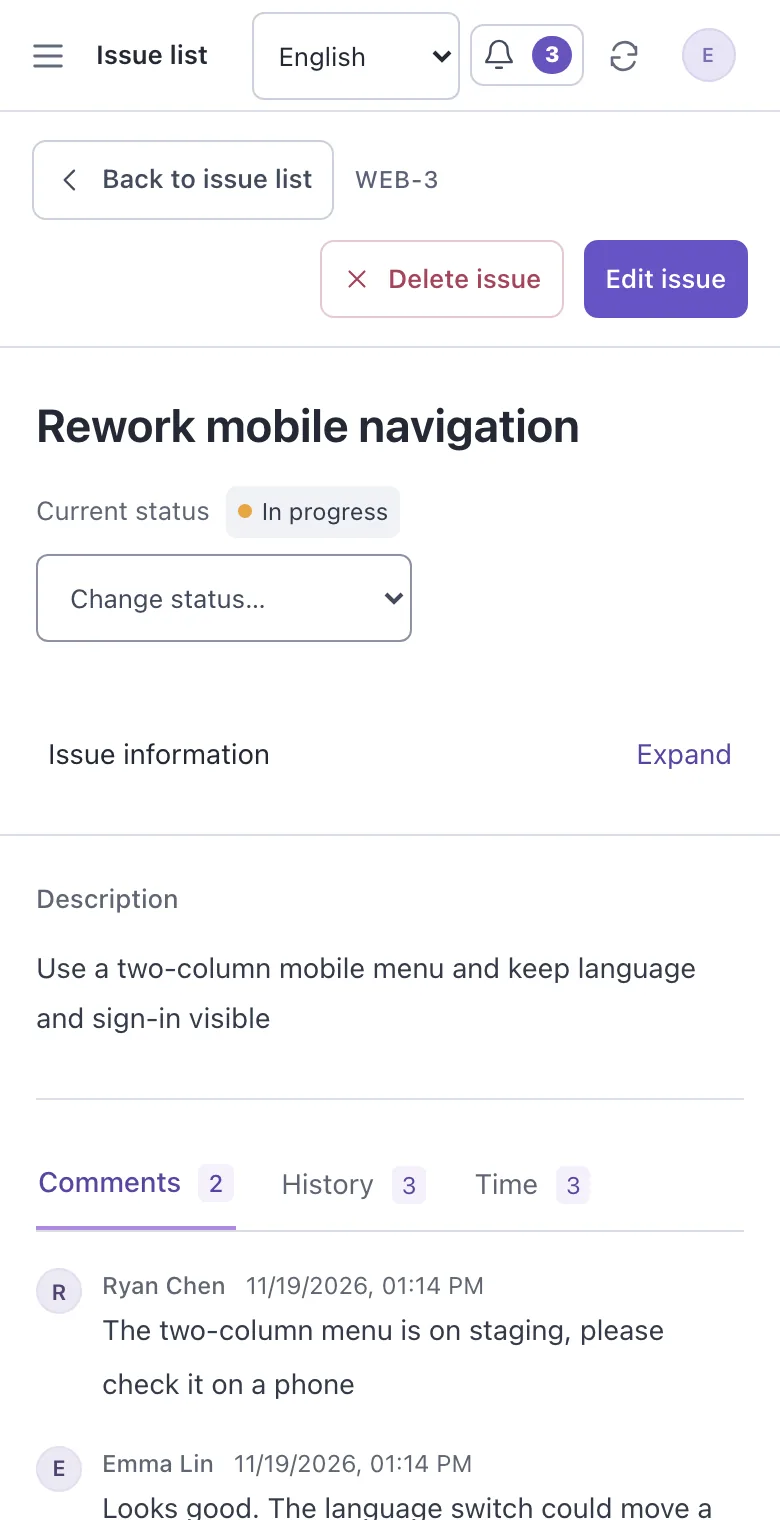 Issue list
English
3
E
Back to issue list
WEB-3
Delete issue
Edit issue
Rework mobile navigation
Current status
In progress
Change status...
Issue information
Expand
Description
Use a two-column mobile menu and keep language
and sign-in visible
Comments 2
History 3
Time 3
R
Ryan Chen 11/19/2026, 01:14 PM
The two-column menu is on staging, please
check it on a phone
E
Emma Lin 11/19/2026, 01:14 PM
Looks good. The language switch could move a